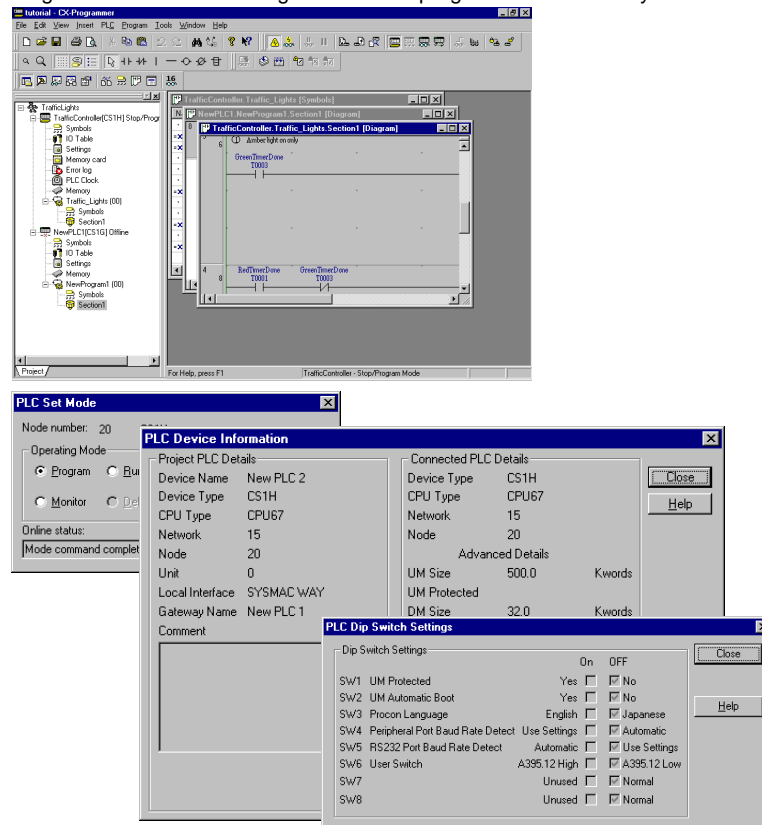 tutorial - CX-Programmer
File Edit View Insert PLC Program Tools Window Help
16
TrafficLights
TrafficController[CS1H] Stop/Progr
Symbols
IO Table
Settings
Memory card
Error log
PLC Clock
Memory
Traffic_Lights (00)
Symbols
Section1
NewPLC1[CS1G] Offline
Symbols
IO Table
Settings
Memory
NewProgram1 (00)
Symbols
Section1
Project
TrafficController Traffic_Lights [Symbols]
NewPLC1.NewProgram1.Section1 [Diagram]
TrafficController.Traffic_Lights.Section1 [Diagram]
6
Amber light on only
GreenTimerDone
T0003
4
8
RedTimerDone GreenTimerDone
T0001 T0003
For Help, press F1 TrafficController - Stop/Program Mode
PLC Set Mode
Node number: 20
Operating Mode
Program
Monitor
Online status:
PLC Device Information
Project PLC Details
Device Name New PLC 2
Device Type CS1H
CPU Type CPU67
Network 15
Node 20
Unit 0
Local Interface SYSMAC WAY
Gateway Name New PLC 1
Comment
Connected PLC Details
Device Type CS1H
CPU Type CPU67
Network 15
Node 20
Advanced Details
UM Size 500.0 Kwords
UM Protected
DM Size 32.0 Kwords
Close
Help
PLC Dip Switch Settings
Dip Switch Settings
On OFF
SW1 UM Protected Yes No
SW2 UM Automatic Boot Yes No
SW3 Procon Language English Japanese
SW4 Peripheral Port Baud Rate Detect Use Settings Automatic
SW5 RS232 Port Baud Rate Detect Automatic Use Settings
SW6 User Switch A395.12 High A395.12 Low
SW7 Unused Normal
SW8 Unused Normal
Close
Help